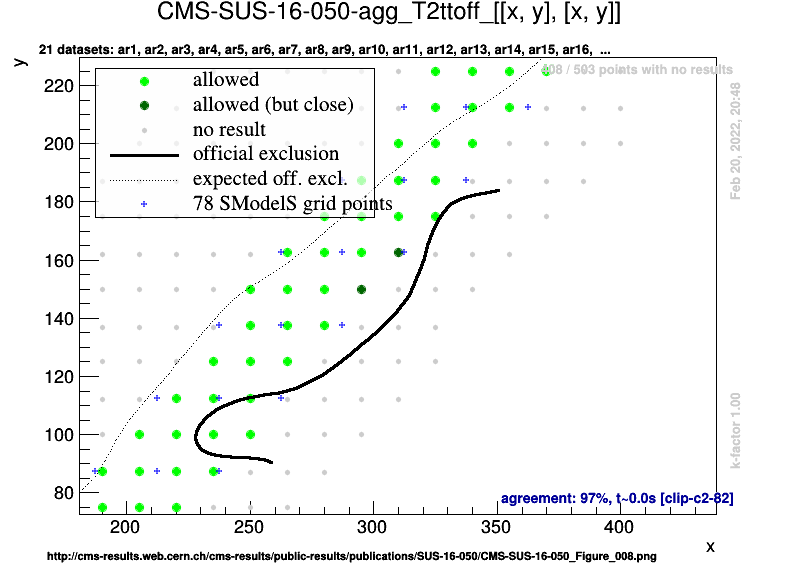 CMS-SUS-16-050-agg_T2ttoff_[[x, y], [x, y]]
21 datasets: ar1, ar2, ar3, ar4, ar5, ar6, ar7, ar8, ar9, ar10, ar11, ar12, ar13, ar14, ar15, ar16, ...
y
408 / 503 points with no results
allowed
allowed (but close)
no result
official exclusion
expected off. excl.
78 SModelS grid points
220
200
180
160
140
120
100
80
200
250
300
350
400
x
Feb 20, 2022, 20:48
k-factor 1.00
agreement: 97%, t~0.0s [clip-c2-82]
http://cms-results.web.cern.ch/cms-results/public-results/publications/SUS-16-050/CMS-SUS-16-050_Figure_008.png